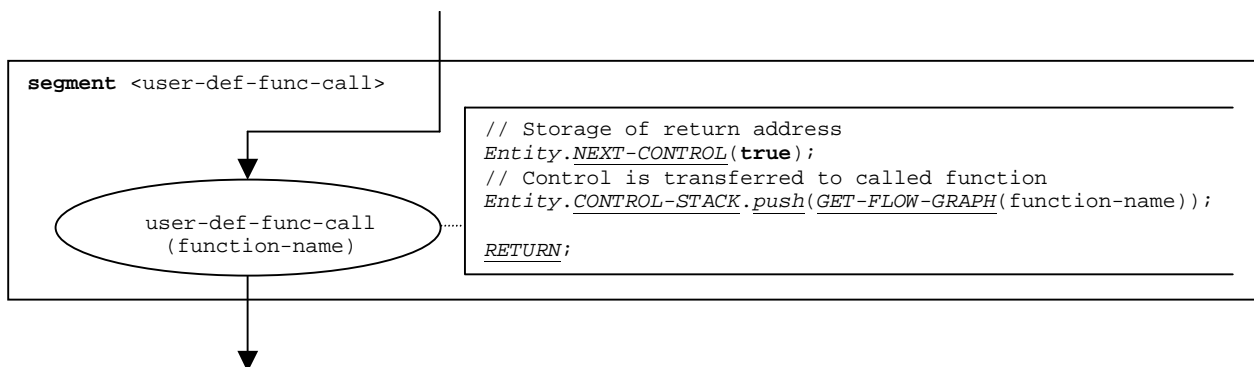 segment <user-def-func-call>
// Storage of return address
Entity.NEXT-CONTROL(true);
// Control is transferred to called function
Entity.CONTROL-STACK.push(GET-FLOW-GRAPH(function-name));
RETURN;
user-def-func-call
(function-name)